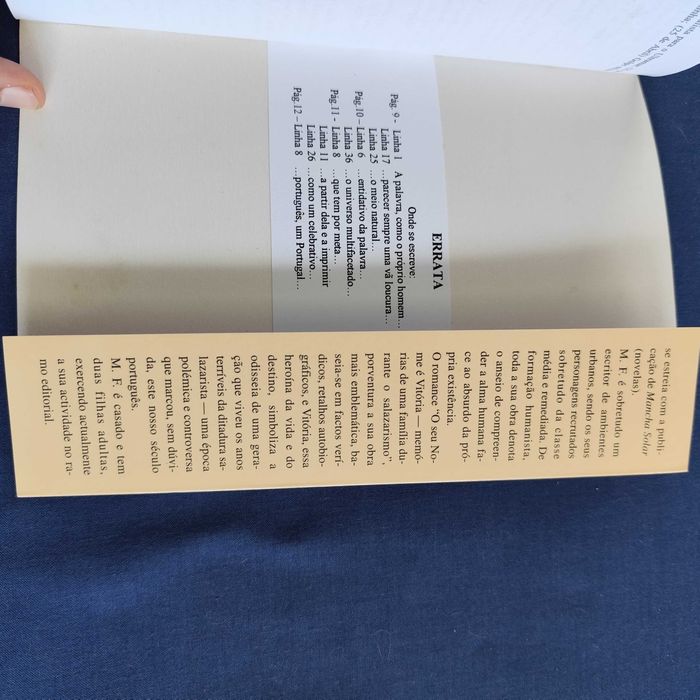 ERRATA
Onde se escreve:
Pág. 9 - Linha 1 A palavra, como o próprio homem...
Linha 17 ...parecer sempre uma vã loucura...
Linha 25 ...o meio natural...
Pág.10 – Linha 6 ...entidativo da palavra...
Linha 36 ...o universo multifacetado...
Pág.11 - Linha 8 ...que tem por meta...
Linha 11 ...a partir dela e a imprimir
Linha 26 ...como um celebrativo...
Pág.12 – Linha 8 ...português, um Portugal...
se estreia com a publi-
cação de Mancha Solar
(novelas).
M. F. é sobretudo um
escritor de ambientes
urbanos, sendo os seus
personagens recrutados
sobretudo da classe
média e remediada. De
formação humanista,
toda a sua obra denota
o anseio de compreen-
der a alma humana fa-
ce ao absurdo da pró-
pria existência.
O romance "O seu No-
me é Vitória — memó-
rias de uma família du-
rante o salazarismo",
porventura a sua obra
mais emblemática, ba-
seia-se em factos verí-
dicos, retalhos autobio-
gráficos, e Vitória, essa
heroína da vida e do
destino, simboliza a
odisseia de uma gera-
ção que viveu os anos
terríveis da ditadura sa-
lazarista — uma época
polémica e controversa
que marcou, sem dúvi-
da, este nosso século
português.
M. F. é casado e tem
duas filhas adultas,
exercendo actualmente
a sua actividade no ra-
mo editorial.